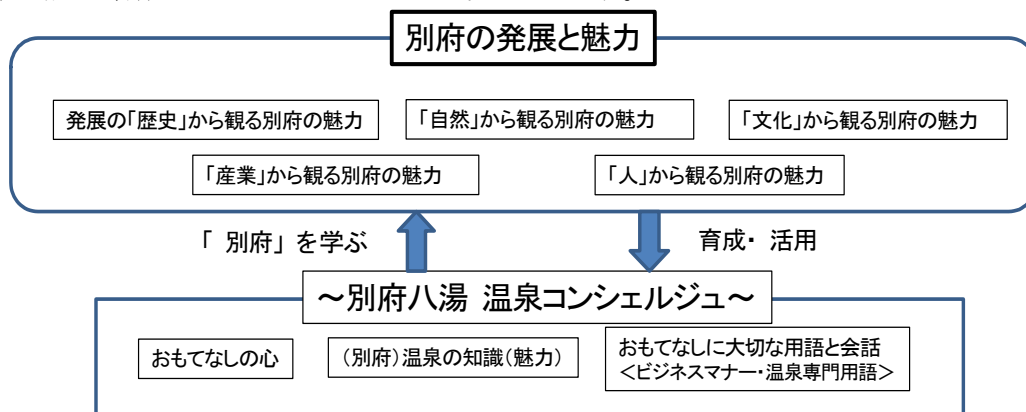 別府の発展と魅力
発展の「歴史」から観る別府の魅力
「自然」から観る別府の魅力
「文化」から観る別府の魅力
「産業」から観る別府の魅力
「人」から観る別府の魅力
「 別府」 を学ぶ
育成・ 活用
～別府八湯 温泉コンシェルジュ～
おもてなしの心
（別府）温泉の知識（魅力）
おもてなしに大切な用語と会話
＜ビジネスマナー・温泉専門用語＞